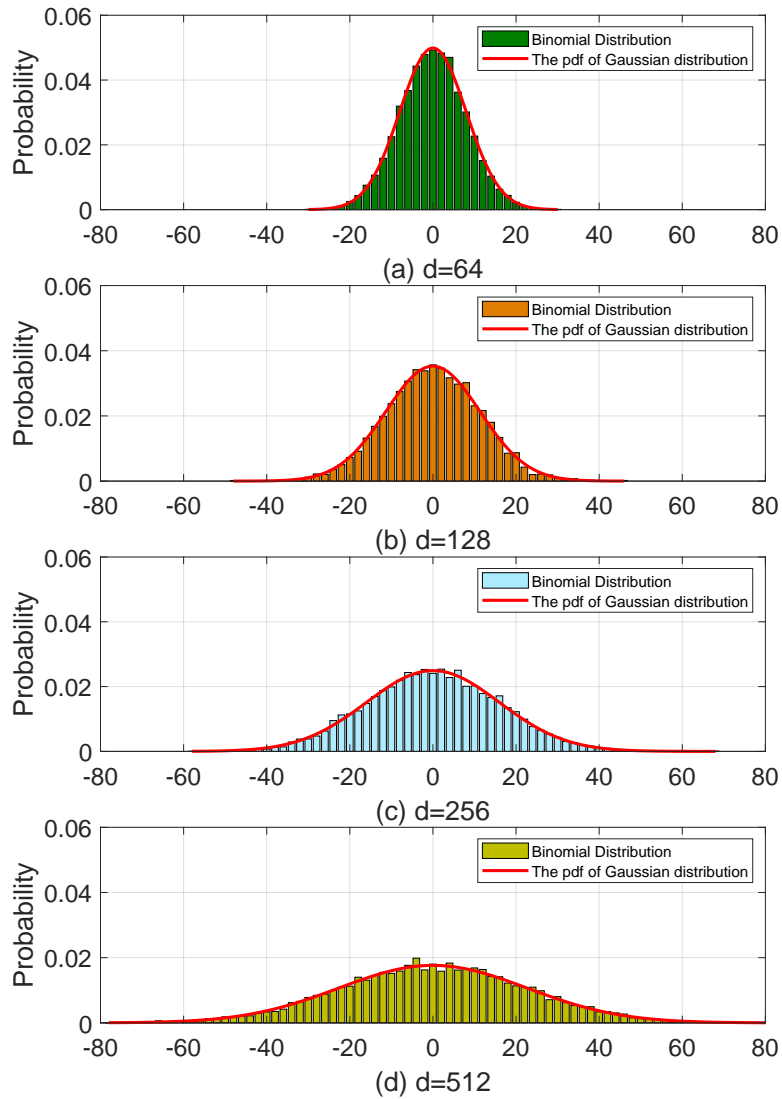 0.06
0.04
0.02
0
Probability
Binomial Distribution
The pdf of Gaussian distribution
-80 -60 -40 -20 0 20 40 60 80
(a) d=64
0.06
0.04
0.02
0
Probability
Binomial Distribution
The pdf of Gaussian distribution
-80 -60 -40 -20 0 20 40 60 80
(b) d=128
0.06
0.04
0.02
0
Probability
Binomial Distribution
The pdf of Gaussian distribution
-80 -60 -40 -20 0 20 40 60 80
(c) d=256
0.06
0.04
0.02
0
Probability
Binomial Distribution
The pdf of Gaussian distribution
-80 -60 -40 -20 0 20 40 60 80
(d) d=512